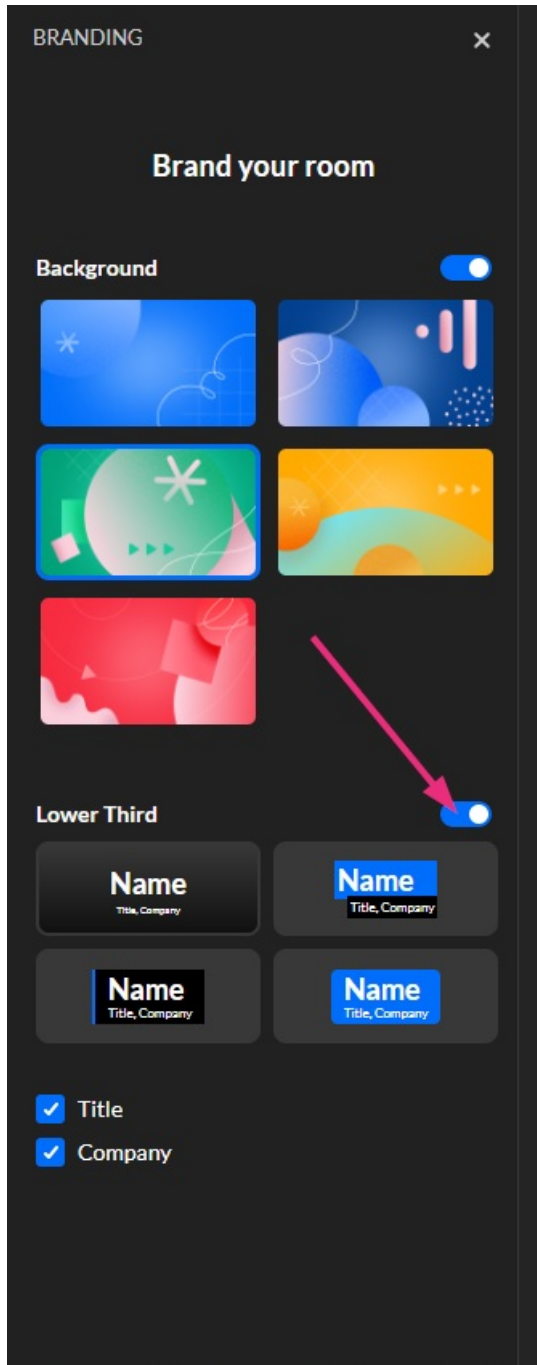 BRANDING
Brand your room
Background
Lower Third
Name
Title, Company
Name
Title, Company
Name
Title, Company
Name
Title, Company
Title
Company